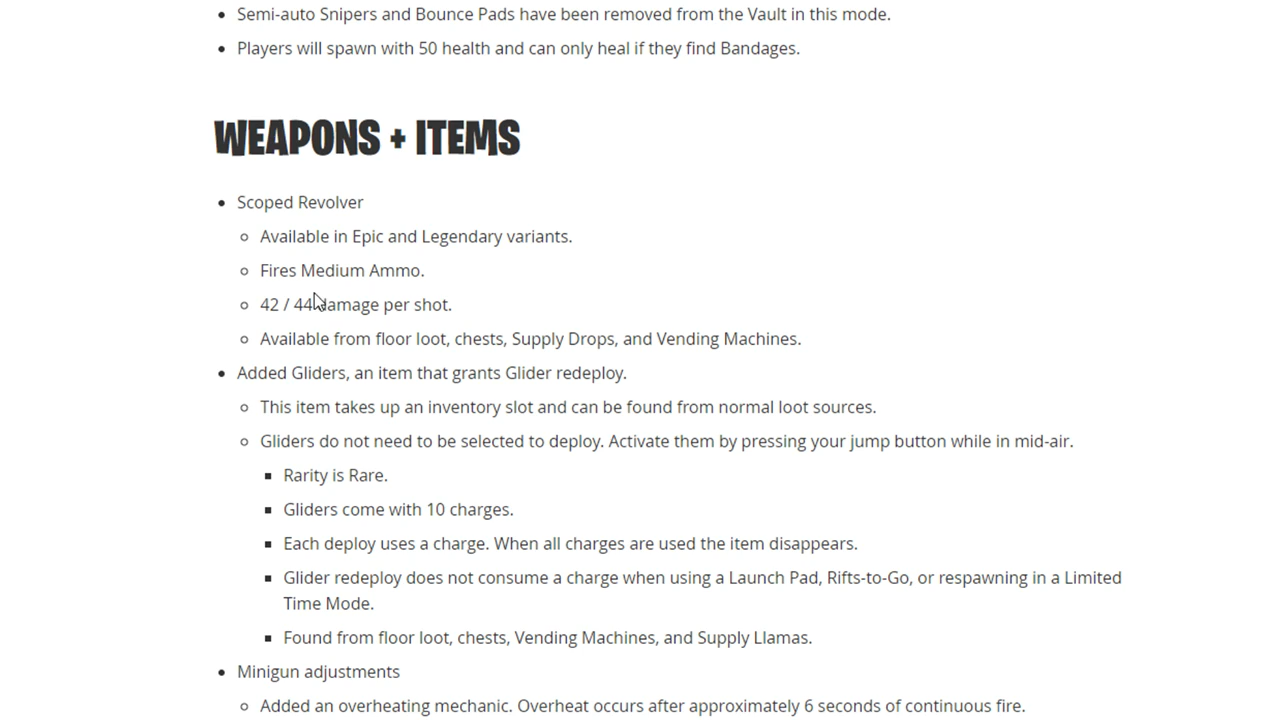 • Semi-auto Snipers and Bounce Pads have been removed from the Vault in this mode.
• Players will spawn with 50 health and can only heal if they find Bandages.
WEAPONS + ITEMS
• Scoped Revolver
◦ Available in Epic and Legendary variants.
◦ Fires Medium Ammo.
◦ 42 / 44 damage per shot.
◦ Available from floor loot, chests, Supply Drops, and Vending Machines.
• Added Gliders, an item that grants Glider redeploy.
◦ This item takes up an inventory slot and can be found from normal loot sources.
◦ Gliders do not need to be selected to deploy. Activate them by pressing your jump button while in mid-air.
▪ Rarity is Rare.
▪ Gliders come with 10 charges.
▪ Each deploy uses a charge. When all charges are used the item disappears.
▪ Glider redeploy does not consume a charge when using a Launch Pad, Rifts-to-Go, or respawning in a Limited
Time Mode.
▪ Found from floor loot, chests, Vending Machines, and Supply Llamas.
• Minigun adjustments
◦ Added an overheating mechanic. Overheat occurs after approximately 6 seconds of continuous fire.